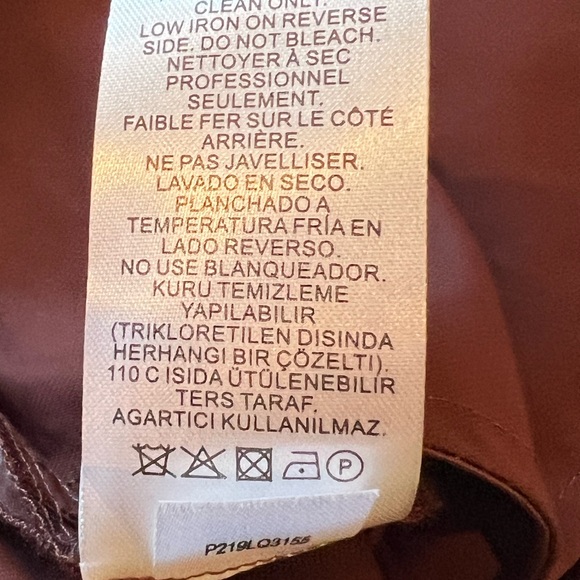 CLEAN ONLY.
LOW IRON ON REVERSE
SIDE. DO NOT BLEACH.
NETTOYER À SEC
PROFESSIONNEL
SEULEMENT.
FAIBLE FER SUR LE CÔTÉ
ARRIÈRE.
NE PAS JAVELLISER.
LAVADO EN SECO.
PLANCHADO A
TEMPERATURA FRÍA EN
LADO REVERSO.
NO USE BLANQUEADOR.
KURU TEMIZLEME
YAPILABILIR
(TRIKLORETILEN DISINDA
HERHANGI BIR ÇÖZELTI).
110 C ISIDA ÜTÜLENEBILIR
TERS TARAF.
AGARTICI KULLANILMAZ.
P
P219LO3155